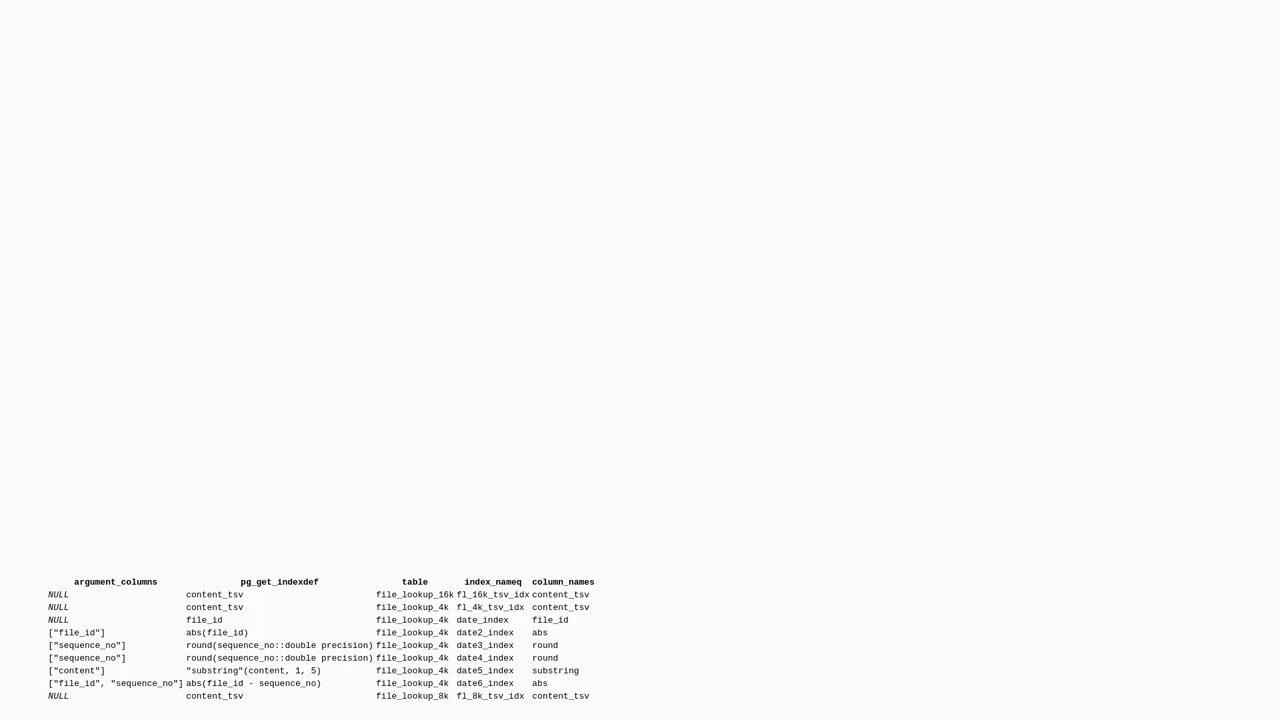 argument_columns pg_get_indexdef table index_nameq column_names
NULL content_tsv file_lookup_16k fl_16k_tsv_idx content_tsv
NULL content_tsv file_lookup_4k fl_4k_tsv_idx content_tsv
NULL file_id file_lookup_4k date_index file_id
["file_id"] abs(file_id) file_lookup_4k date2_index abs
["sequence_no"] round(sequence_no::double precision) file_lookup_4k date3_index round
["sequence_no"] round(sequence_no::double precision) file_lookup_4k date4_index round
["content"] "substring"(content, 1, 5) file_lookup_4k date5_index substring
["file_id", "sequence_no"] abs(file_id - sequence_no) file_lookup_4k date6_index abs
NULL content_tsv file_lookup_8k fl_8k_tsv_idx content_tsv